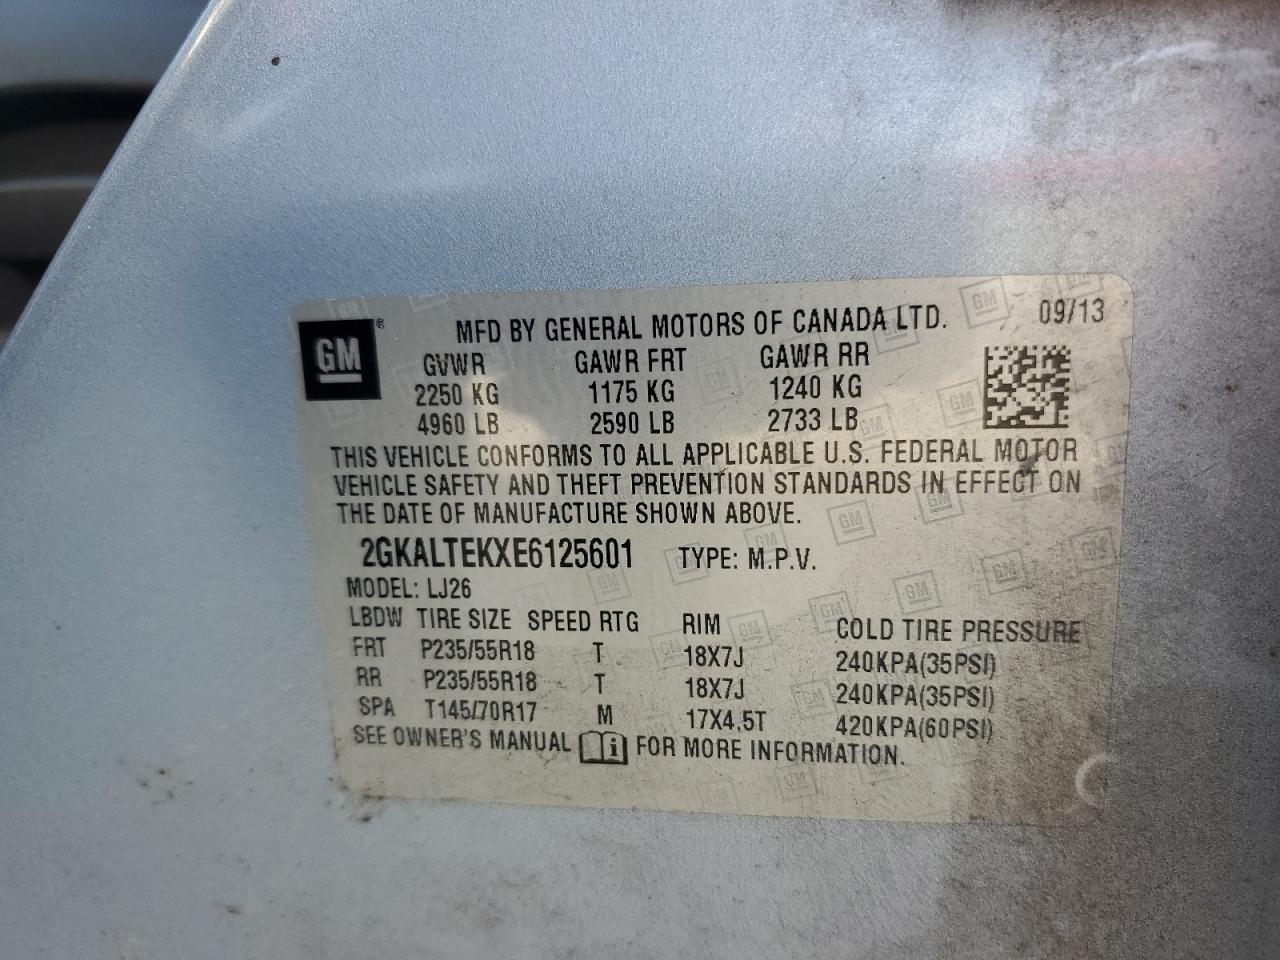 GM ® MFD BY GENERAL MOTORS OF CANADA LTD. 09/13
GVWR GAWR FRT GAWR RR
2250 KG 1175 KG 1240 KG
4960 LB 2590 LB 2733 LB
THIS VEHICLE CONFORMS TO ALL APPLICABLE U.S. FEDERAL MOTOR
VEHICLE SAFETY AND THEFT PREVENTION STANDARDS IN EFFECT ON
THE DATE OF MANUFACTURE SHOWN ABOVE.
2GKALTEKXE6125601 TYPE: M.P.V.
MODEL: LJ26
LBDW TIRE SIZE SPEED RTG RIM COLD TIRE PRESSURE
FRT P235/55R18 T 18X7J 240KPA(35PSI)
RR P235/55R18 T 18X7J 240KPA(35PSI)
SPA T145/70R17 M 17X4.5T 420KPA(60PSI)
SEE OWNER'S MANUAL i FOR MORE INFORMATION.